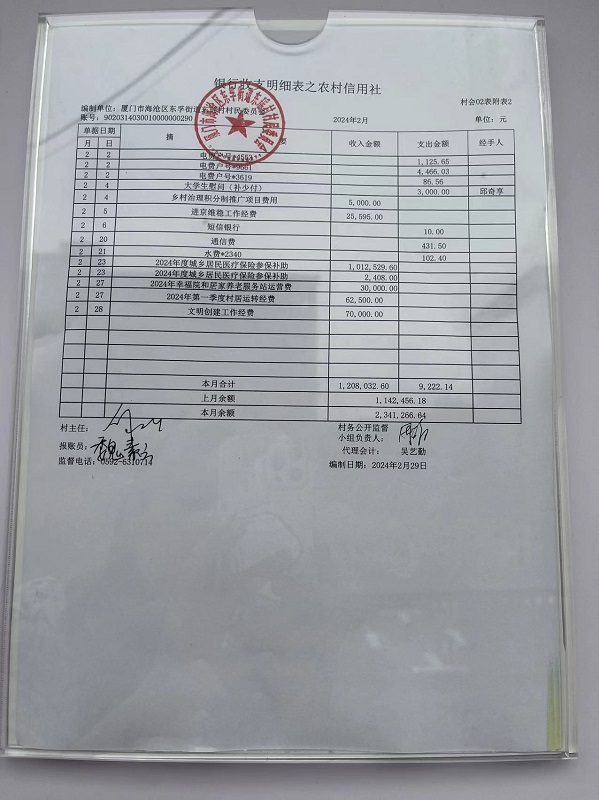 银行收支明细表之农村信用社
村会02表附表2
编制单位：厦门市海沧区东孚街道东瑶村村民委员会
账号：9020314030010000000290 2024年2月 单位：元
单据日期 摘 要 收入金额 支出金额 经手人
月 日
2 2 电费户号*4594 1,125.65
2 2 电费户号*3661 4,466.03
2 2 电费户号*3619 86.56
2 4 大学生慰问（补少付） 3,000.00 邱奇享
2 4 乡村治理积分制推广项目费用 5,000.00
2 5 进京维稳工作经费 25,595.00
2 6 短信银行 10.00
2 20 通信费 431.50
2 21 水费*2340 102.40
2 23 2024年度城乡居民医疗保险参保补助 1,012,529.60
2 23 2024年度城乡居民医疗保险参保补助 2,408.00
2 27 2024年幸福院和居家养老服务站运营费 30,000.00
2 27 2024年第一季度村居运转经费 62,500.00
2 28 文明创建工作经费 70,000.00
本月合计 1,208,032.60 9,222.14
上月余额 1,142,456.18
本月余额 2,341,266.64
村主任： 村务公开监督
小组负责人：
报账员： 代理会计： 吴艺勤
监督电话：0592-6310714 编制日期：2024年2月29日